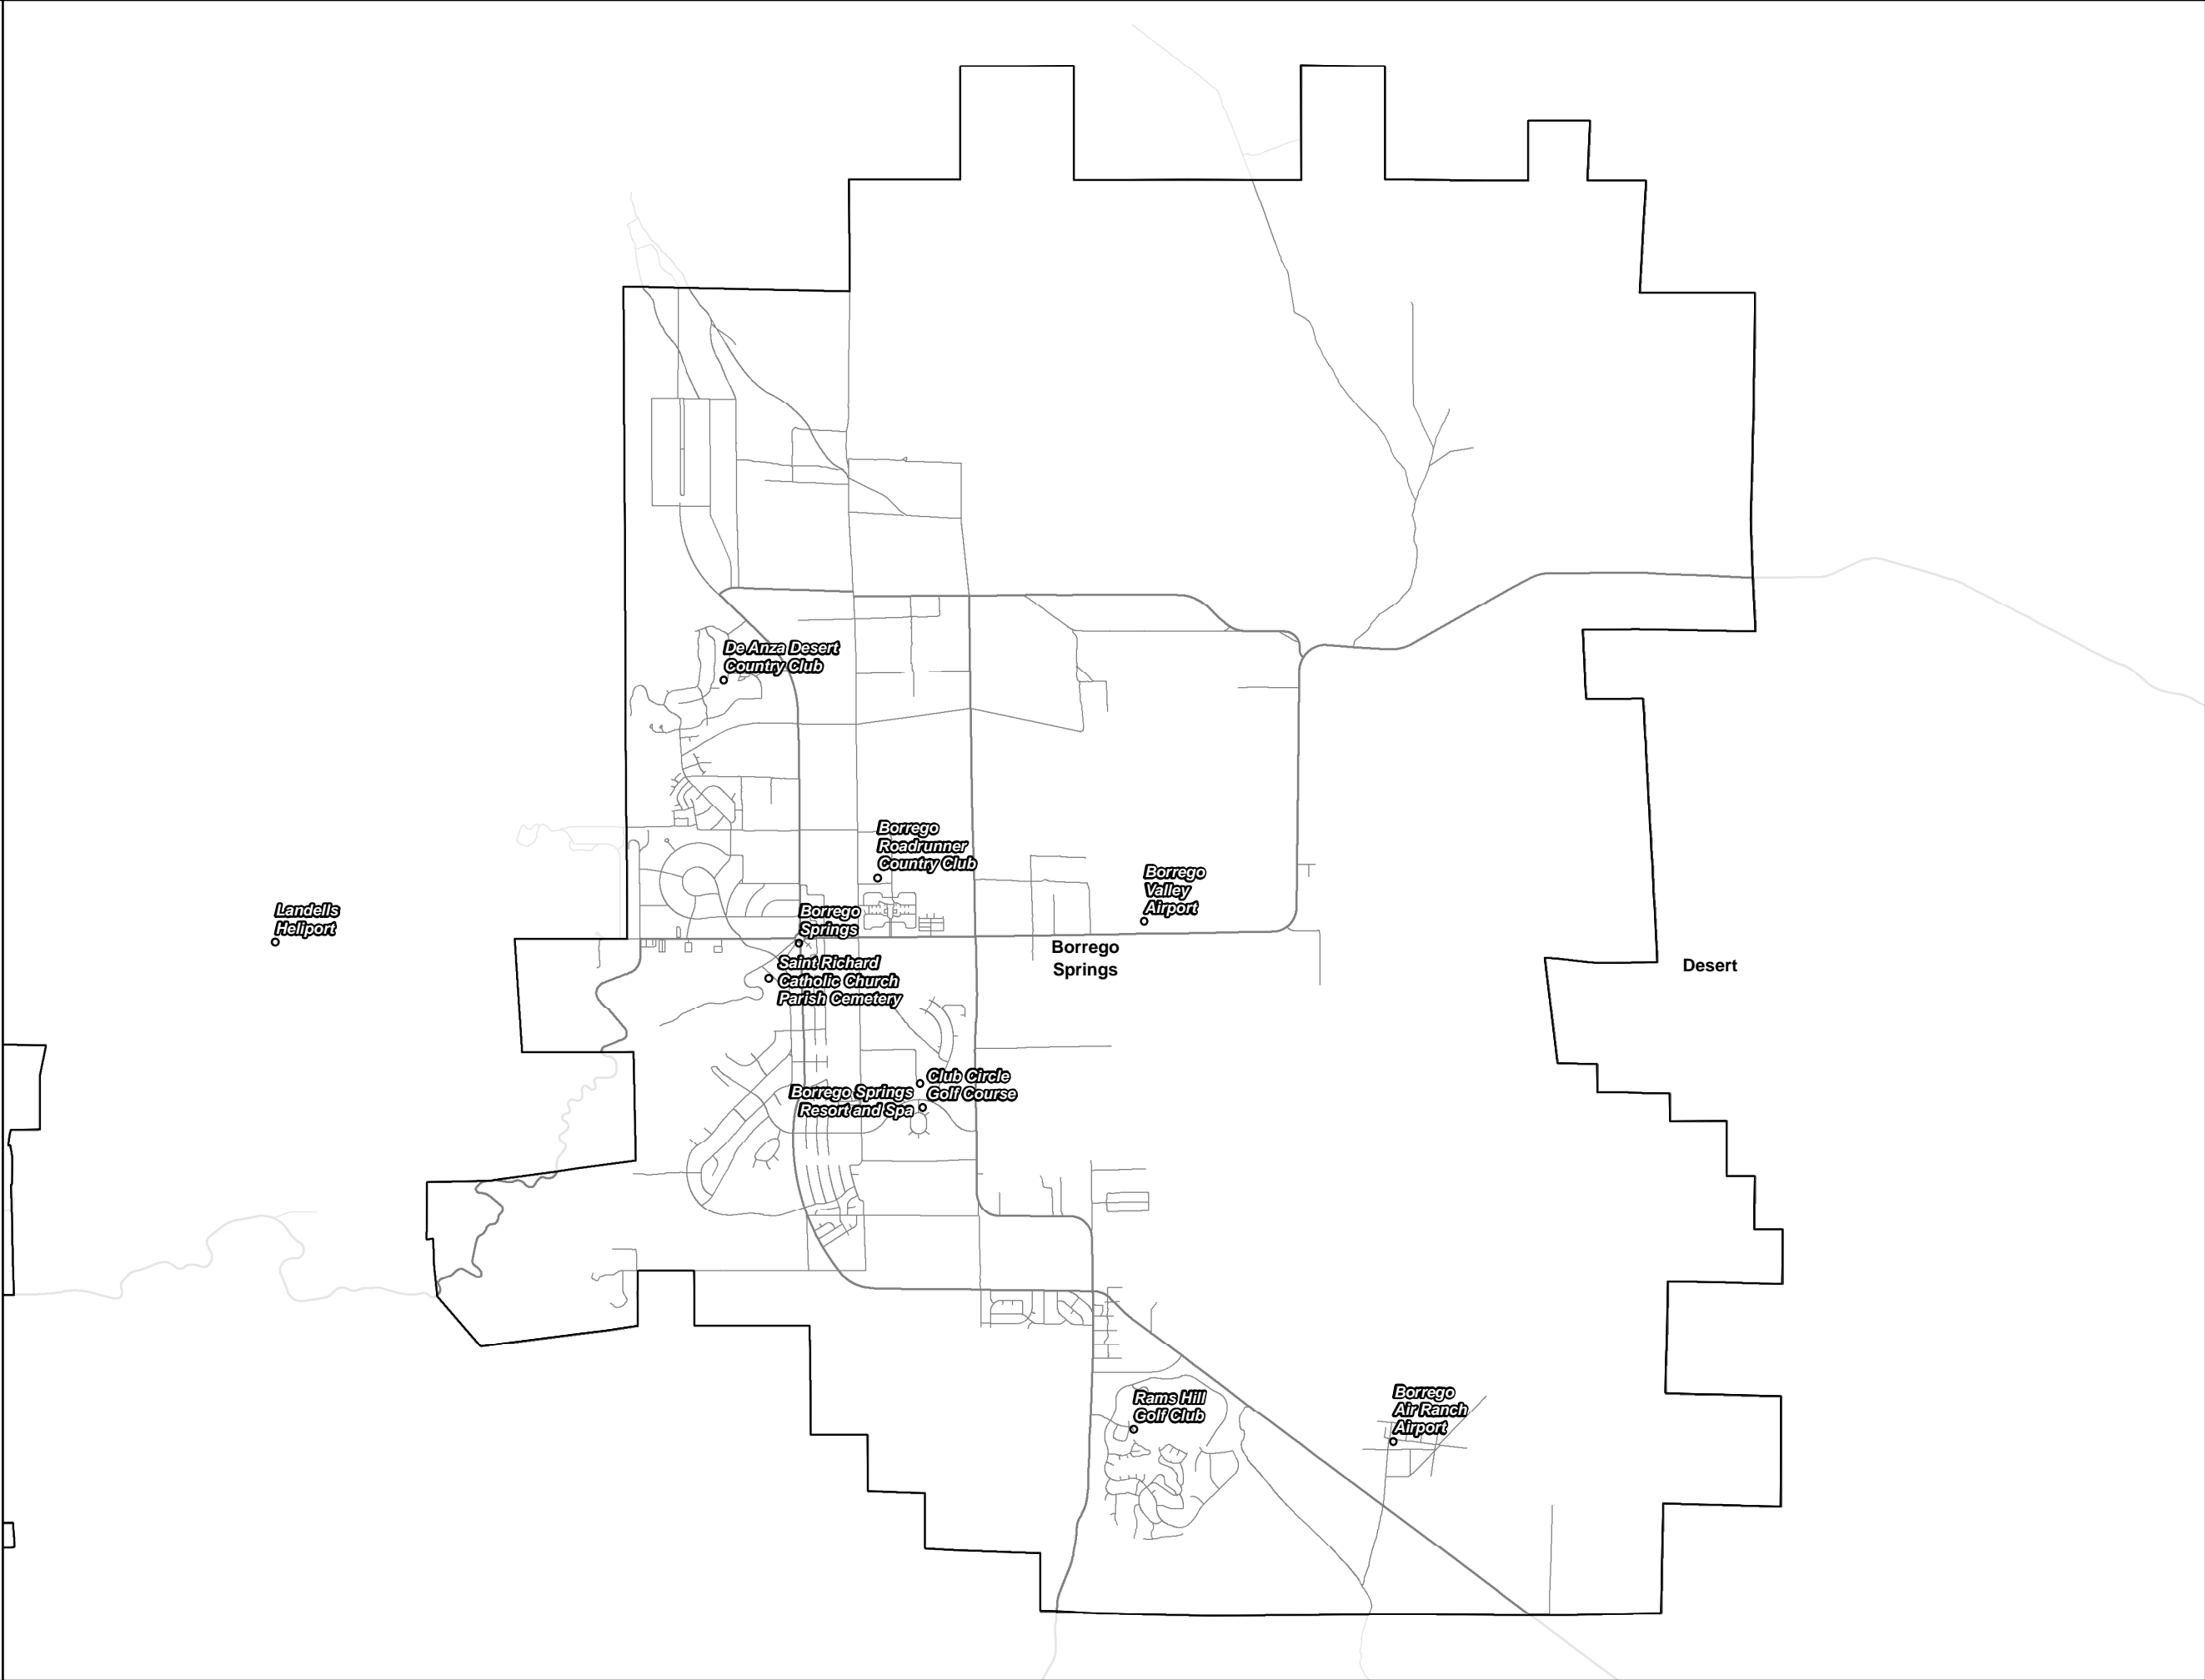 De Anza Desert
Country Club
Borrego
Roadrunner
Country Club
Borrego
Valley
Airport
Landells
Heliport
Borrego
Springs
Borrego
Springs
Desert
Saint Richard
Catholic Church
Parish Cemetery
Club Circle
Golf Course
Borrego Springs
Resort and Spa
Rams Hill
Golf Club
Borrego
Air Ranch
Airport